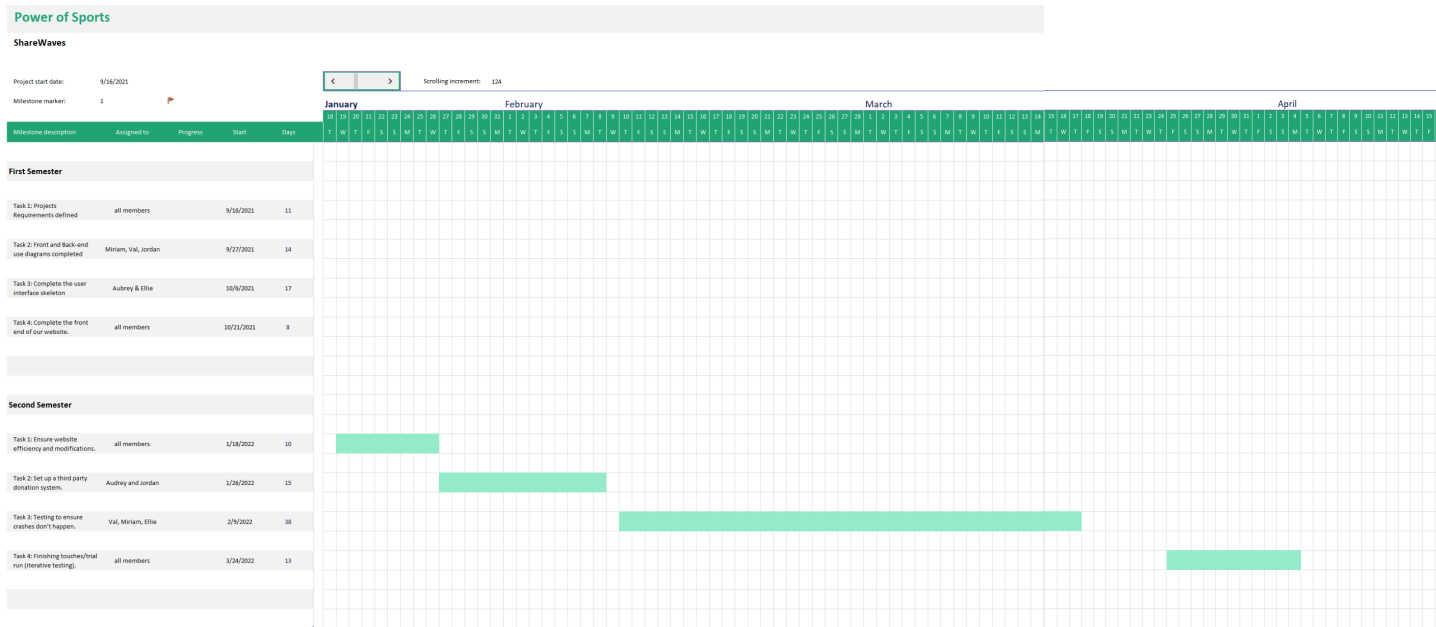 Power of Sports
ShareWaves
Project start date: 9/16/2021
< > Scrolling increment: 124
Milestone marker: 1
January February March April
18 19 20 21 22 23 24 25 26 27 28 29 30 31 1 2 3 4 5 6 7 8 9 10 11 12 13 14 15 16 17 18 19 20 21 22 23 24 25 26 27 28 1 2 3 4 5 6 7 8 9 10 11 12 13 14 15 16 17 18 19 20 21 22 23 24 25 26 27 28 29 30 31 1 2 3 4 5 6 7 8 9 10 11 12 13 14 15
Milestone description Assigned to Progress Start Days T W T F S S M T W T F S S M T W T F S S M T W T F S S M T W T F S S M T W T F S S M T W T F S S M T W T F S S M T W T F S S M T W T F S S M T W T F S S M T W T F S S M T W T F
First Semester
Task 1: Projects
Requirements defined all members 9/16/2021 11
Task 2: Front and Back-end
use diagrams completed Miriam, Val, Jordan 9/27/2021 14
Task 3: Complete the user
interface skeleton Aubrey & Ellie 10/6/2021 17
Task 4: Complete the front
end of our website. all members 10/21/2021 8
Second Semester
Task 1: Ensure website
efficiency and modifications. all members 1/18/2022 10
Task 2: Set up a third party
donation system. Audrey and Jordan 1/26/2022 15
Task 3: Testing to ensure
crashes don't happen. Val, Miriam, Ellie 2/9/2022 38
Task 4: Finishing touches/trial
run (iterative testing). all members 3/24/2022 13